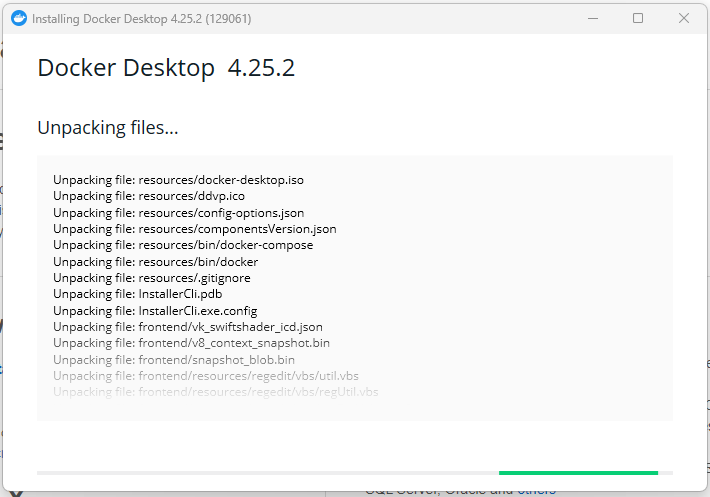 Installing Docker Desktop 4.25.2 (129061)
Docker Desktop 4.25.2
Unpacking files...
Unpacking file: resources/docker-desktop.iso
Unpacking file: resources/ddvp.ico
Unpacking file: resources/config-options.json
Unpacking file: resources/componentsVersion.json
Unpacking file: resources/bin/docker-compose
Unpacking file: resources/bin/docker
Unpacking file: resources/.gitignore
Unpacking file: InstallerCli.pdb
Unpacking file: InstallerCli.exe.config
Unpacking file: frontend/vk_swiftshader_icd.json
Unpacking file: frontend/v8_context_snapshot.bin
Unpacking file: frontend/snapshot_blob.bin
Unpacking file: frontend/resources/regedit/vbs/util.vbs
Unpacking file: frontend/resources/regedit/vbs/regUtil.vbs
SQL Server, Oracle and others